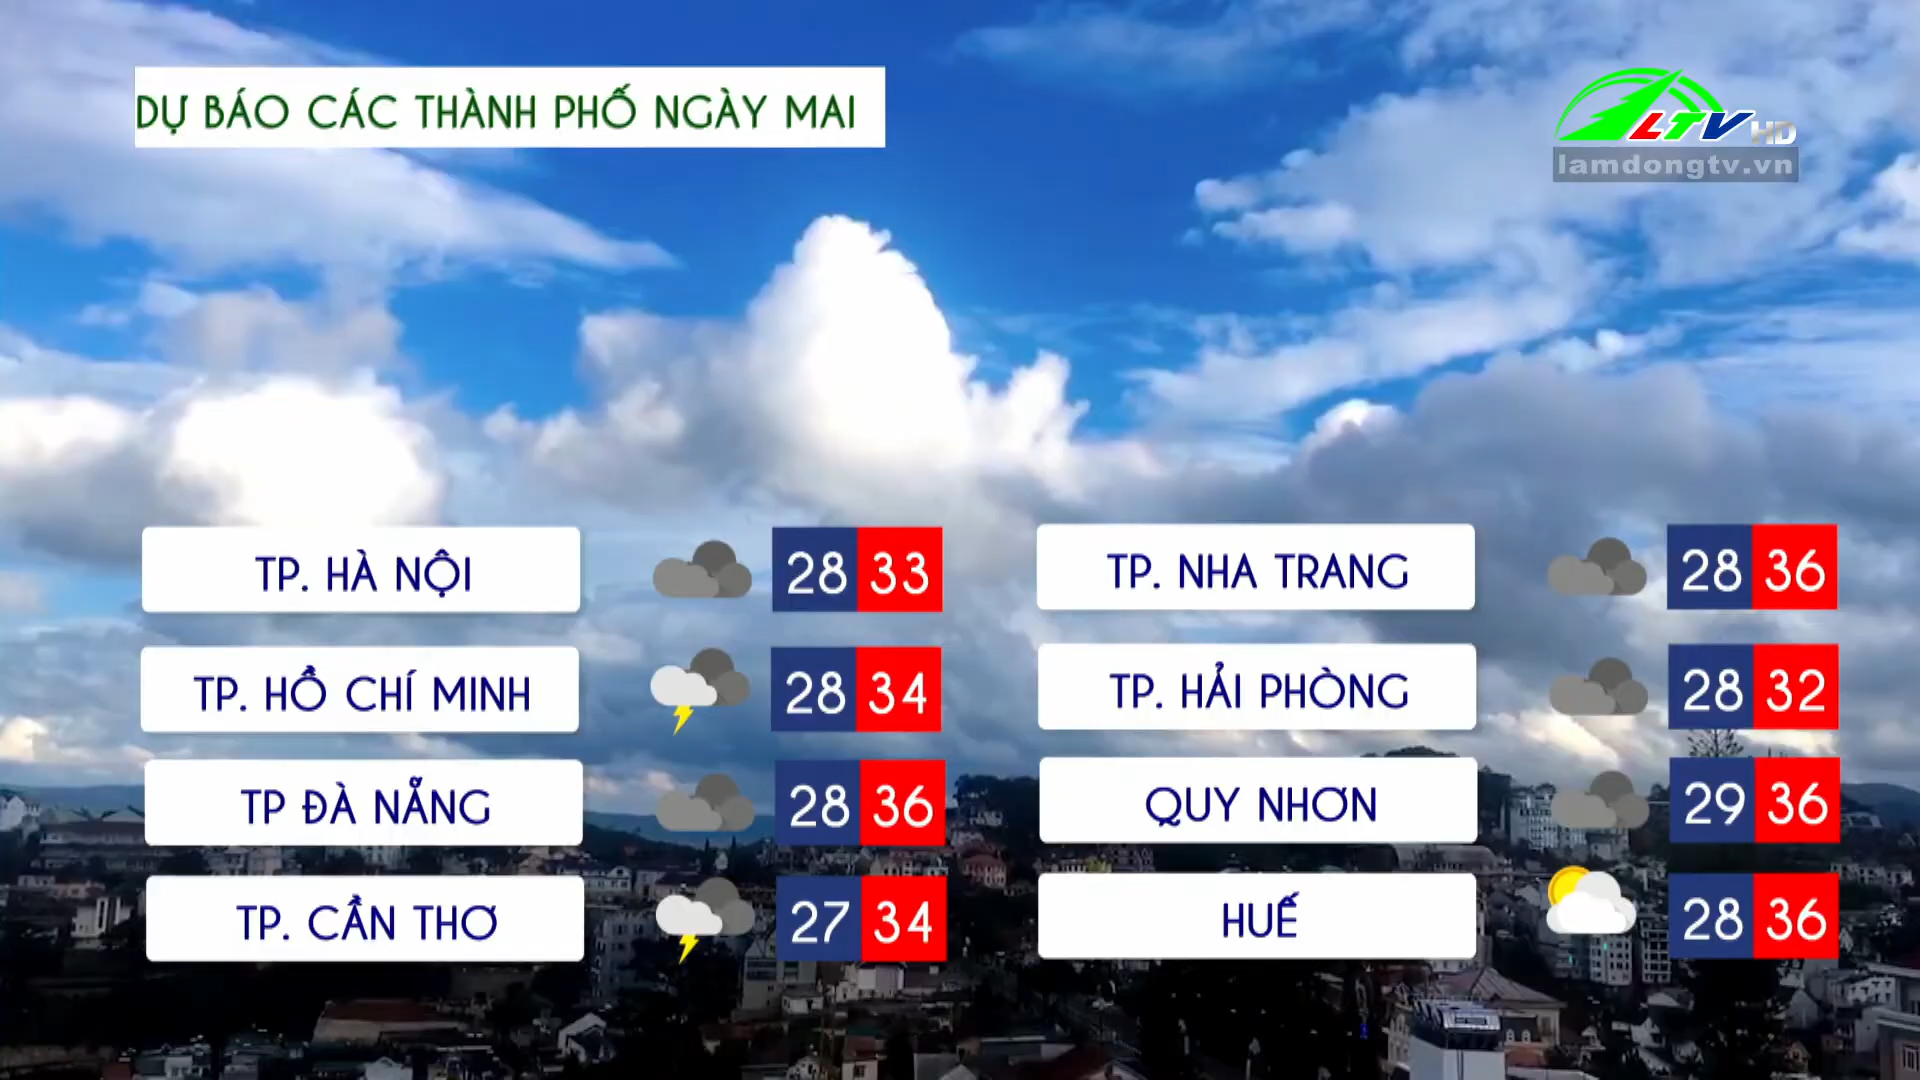 DỰ BÁO CÁC THÀNH PHỐ NGÀY MAI
LTV HD
lamdongtv.vn
TP. HÀ NỘI 28 33
TP. HỒ CHÍ MINH 28 34
TP ĐÀ NẴNG 28 36
TP. CẦN THƠ 27 34
TP. NHA TRANG 28 36
TP. HẢI PHÒNG 28 32
QUY NHƠN 29 36
HUẾ 28 36